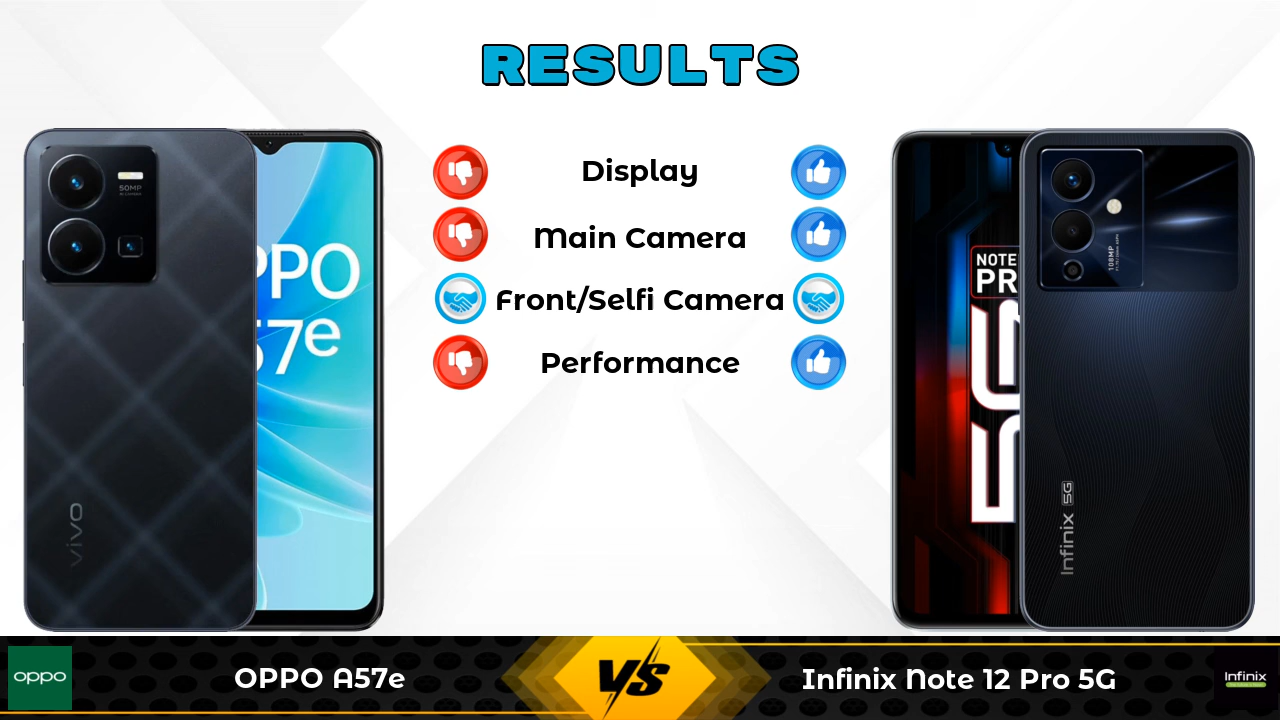 RESULTS
Display
Main Camera
Front/Selfi Camera
Performance
50MP
PPO
57e
vivo
NOTE
PR
5G
108MP
Infinix 5G
oppo
OPPO A57e
VS
Infinix Note 12 Pro 5G
Infinix